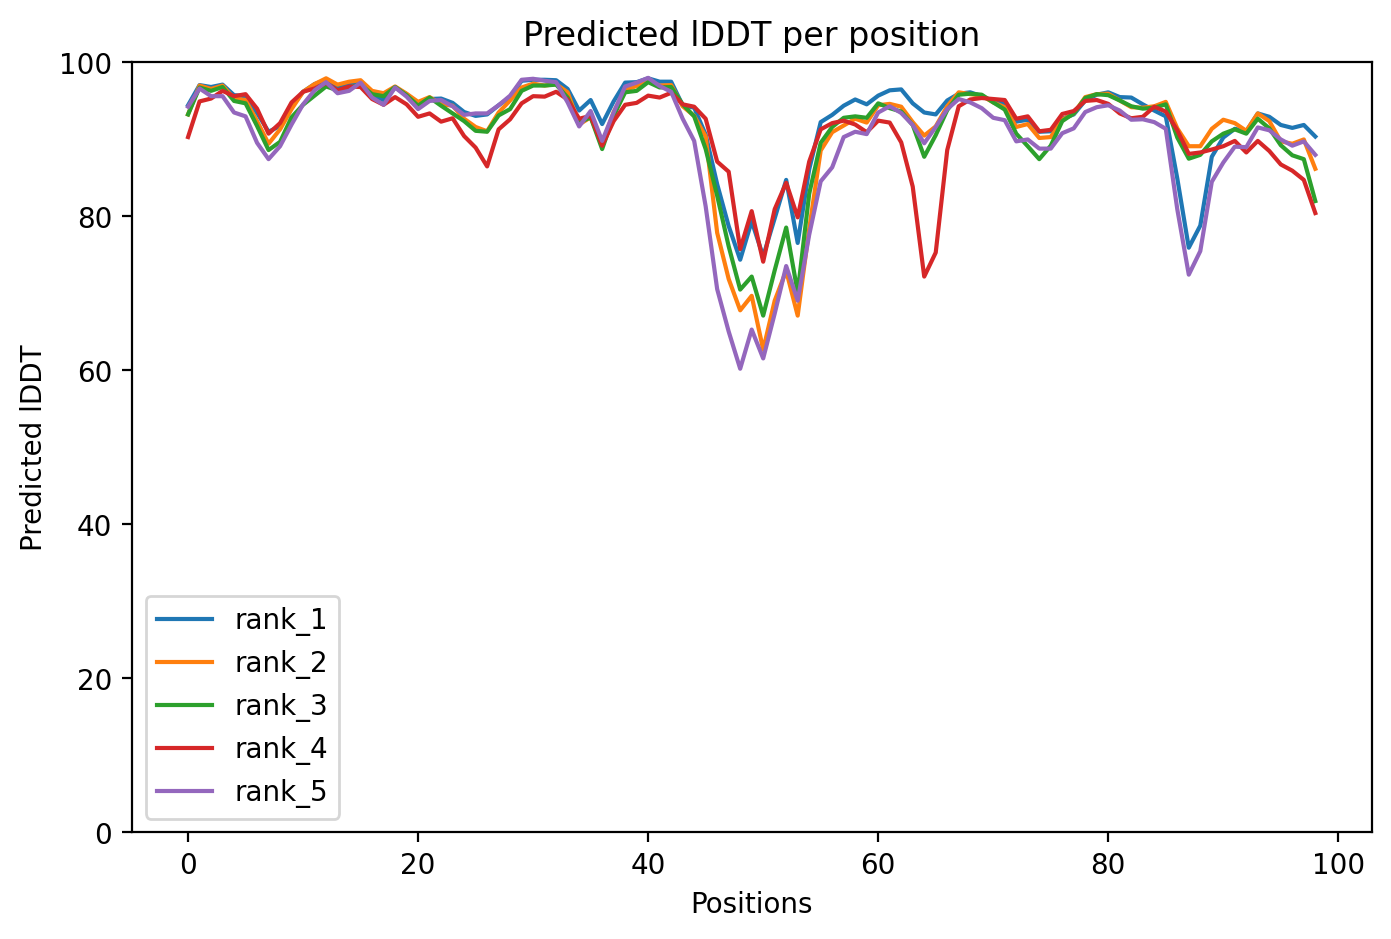 Predicted lDDT per position
100
80
60
40
20
0
Predicted lDDT
rank_1
rank_2
rank_3
rank_4
rank_5
0 20 40 60 80 100
Positions